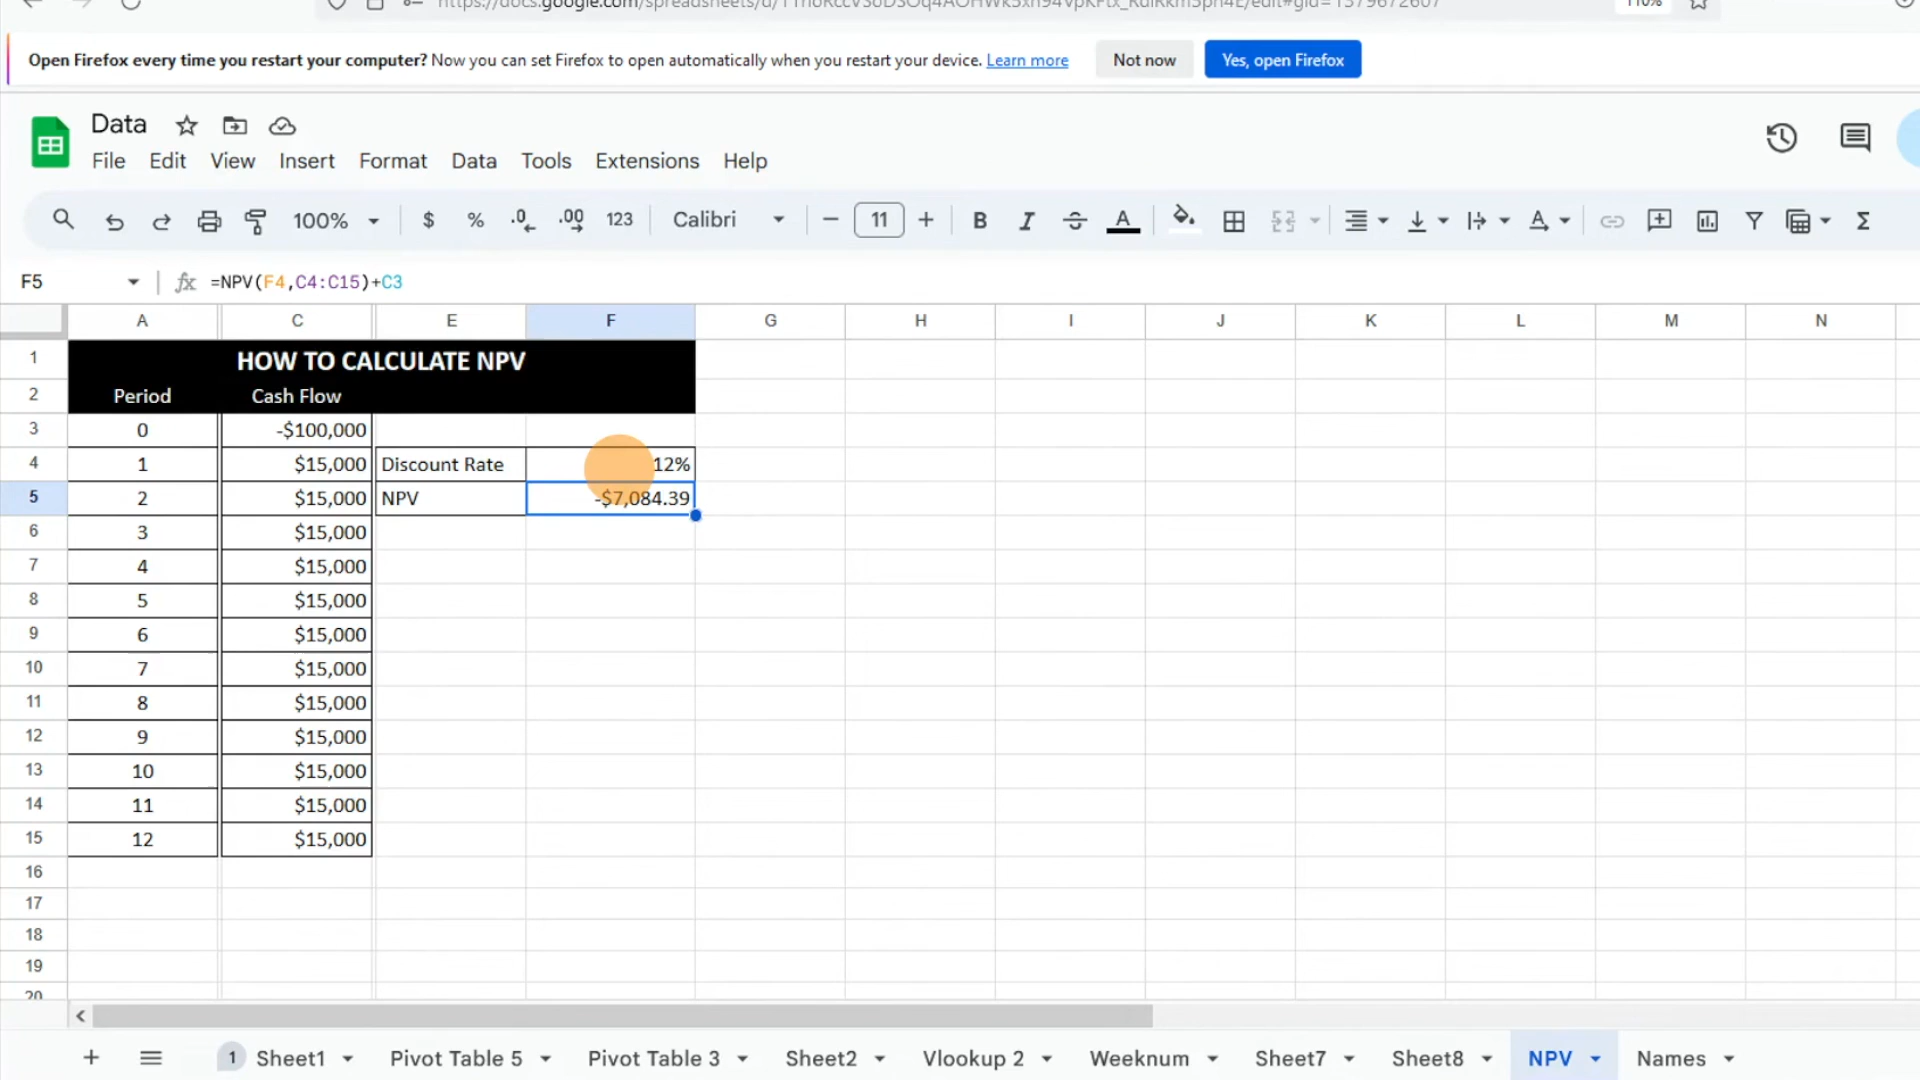 110%
Open Firefox every time you restart your computer? Now you can set Firefox to open automatically when you restart your device. Learn more Not now Yes, open Firefox
Data
File Edit View Insert Format Data Tools Extensions Help
100% $ % .0 .00 123 Calibri 11 B I A Σ
F5 fx =NPV(F4,C4:C15)+C3
A C E F G H I J K L M N
1 HOW TO CALCULATE NPV
2 Period Cash Flow
3 0 -$100,000
4 1 $15,000 Discount Rate 12%
5 2 $15,000 NPV -$7,084.39
6 3 $15,000
7 4 $15,000
8 5 $15,000
9 6 $15,000
10 7 $15,000
11 8 $15,000
12 9 $15,000
13 10 $15,000
14 11 $15,000
15 12 $15,000
16
17
18
19
20
1 Sheet1 Pivot Table 5 Pivot Table 3 Sheet2 Vlookup 2 Weeknum Sheet7 Sheet8 NPV Names